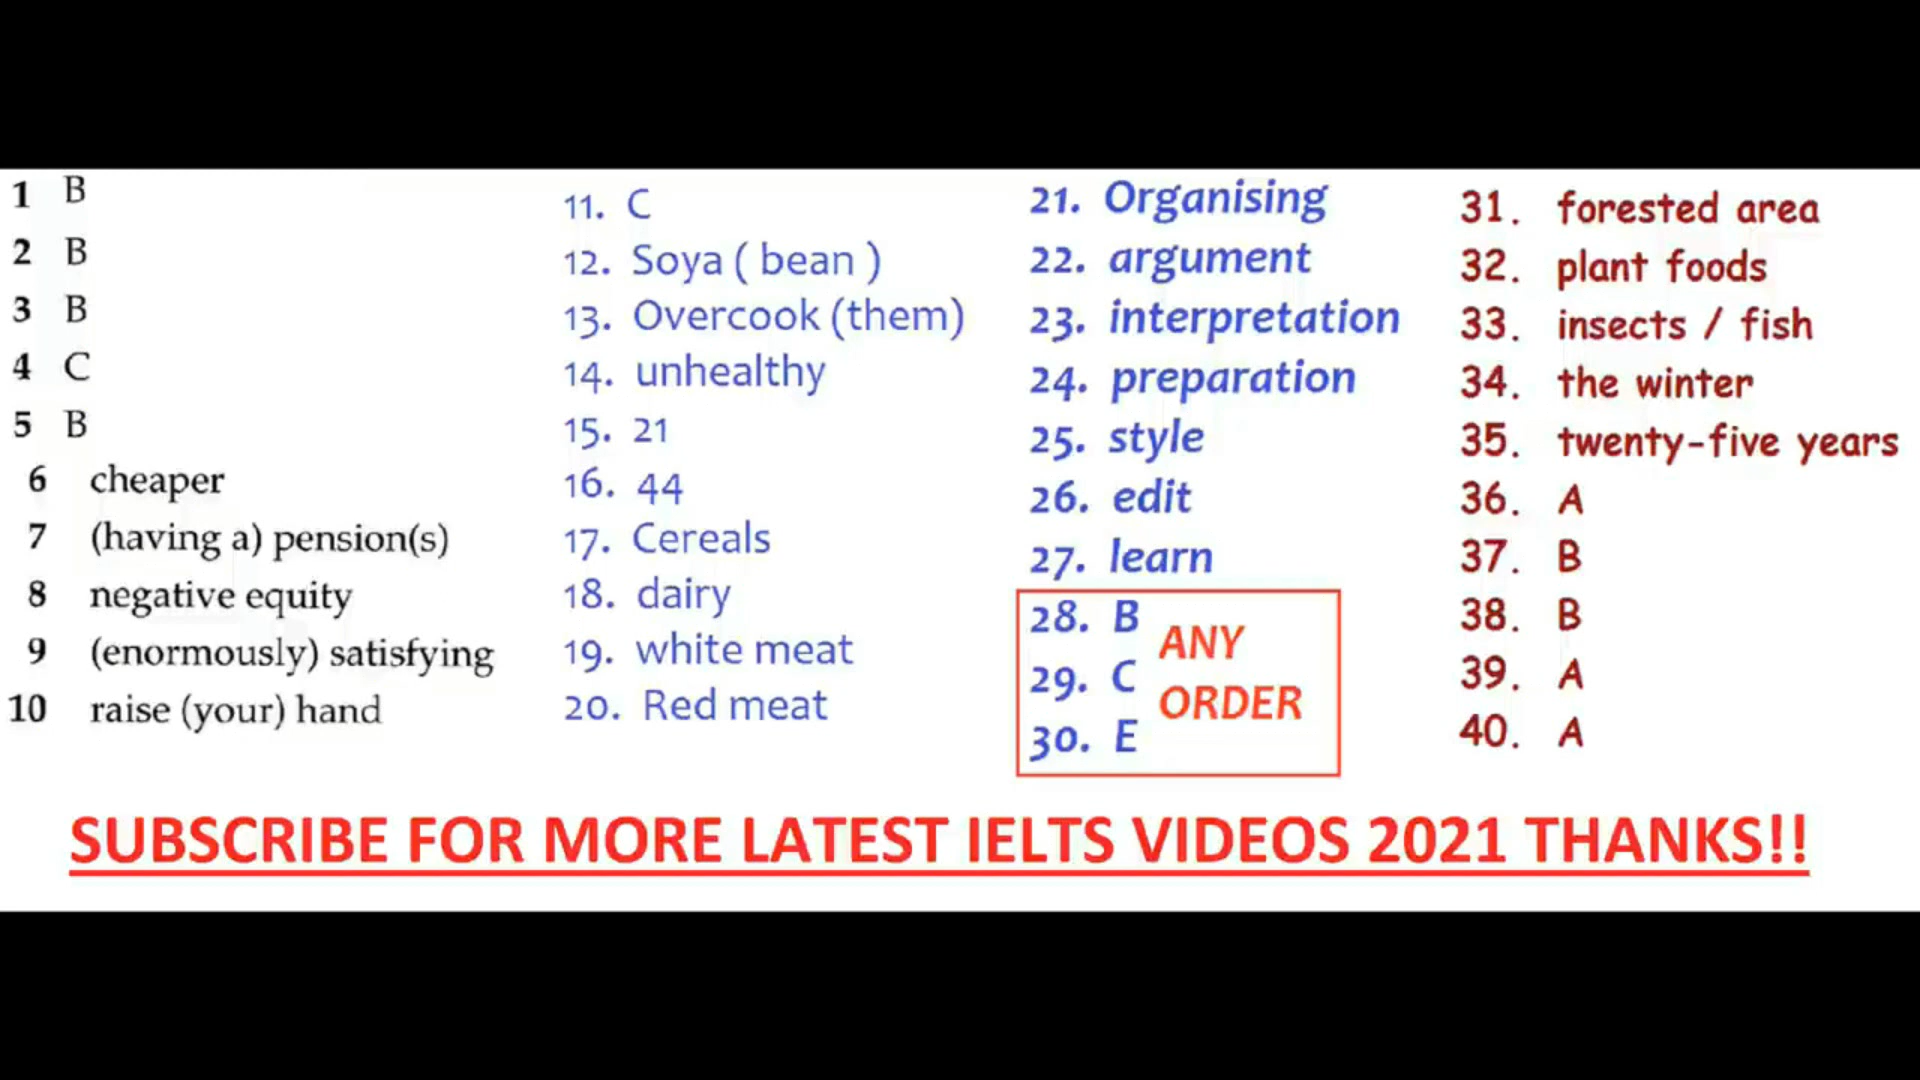 1 B
2 B
3 B
4 C
5 B
6 cheaper
7 (having a) pension(s)
8 negative equity
9 (enormously) satisfying
10 raise (your) hand
11. C
12. Soya ( bean )
13. Overcook (them)
14. unhealthy
15. 21
16. 44
17. Cereals
18. dairy
19. white meat
20. Red meat
21. Organising
22. argument
23. interpretation
24. preparation
25. style
26. edit
27. learn
28. B
29. C
30. E
ANY
ORDER
31. forested area
32. plant foods
33. insects / fish
34. the winter
35. twenty-five years
36. A
37. B
38. B
39. A
40. A
SUBSCRIBE FOR MORE LATEST IELTS VIDEOS 2021 THANKS!!